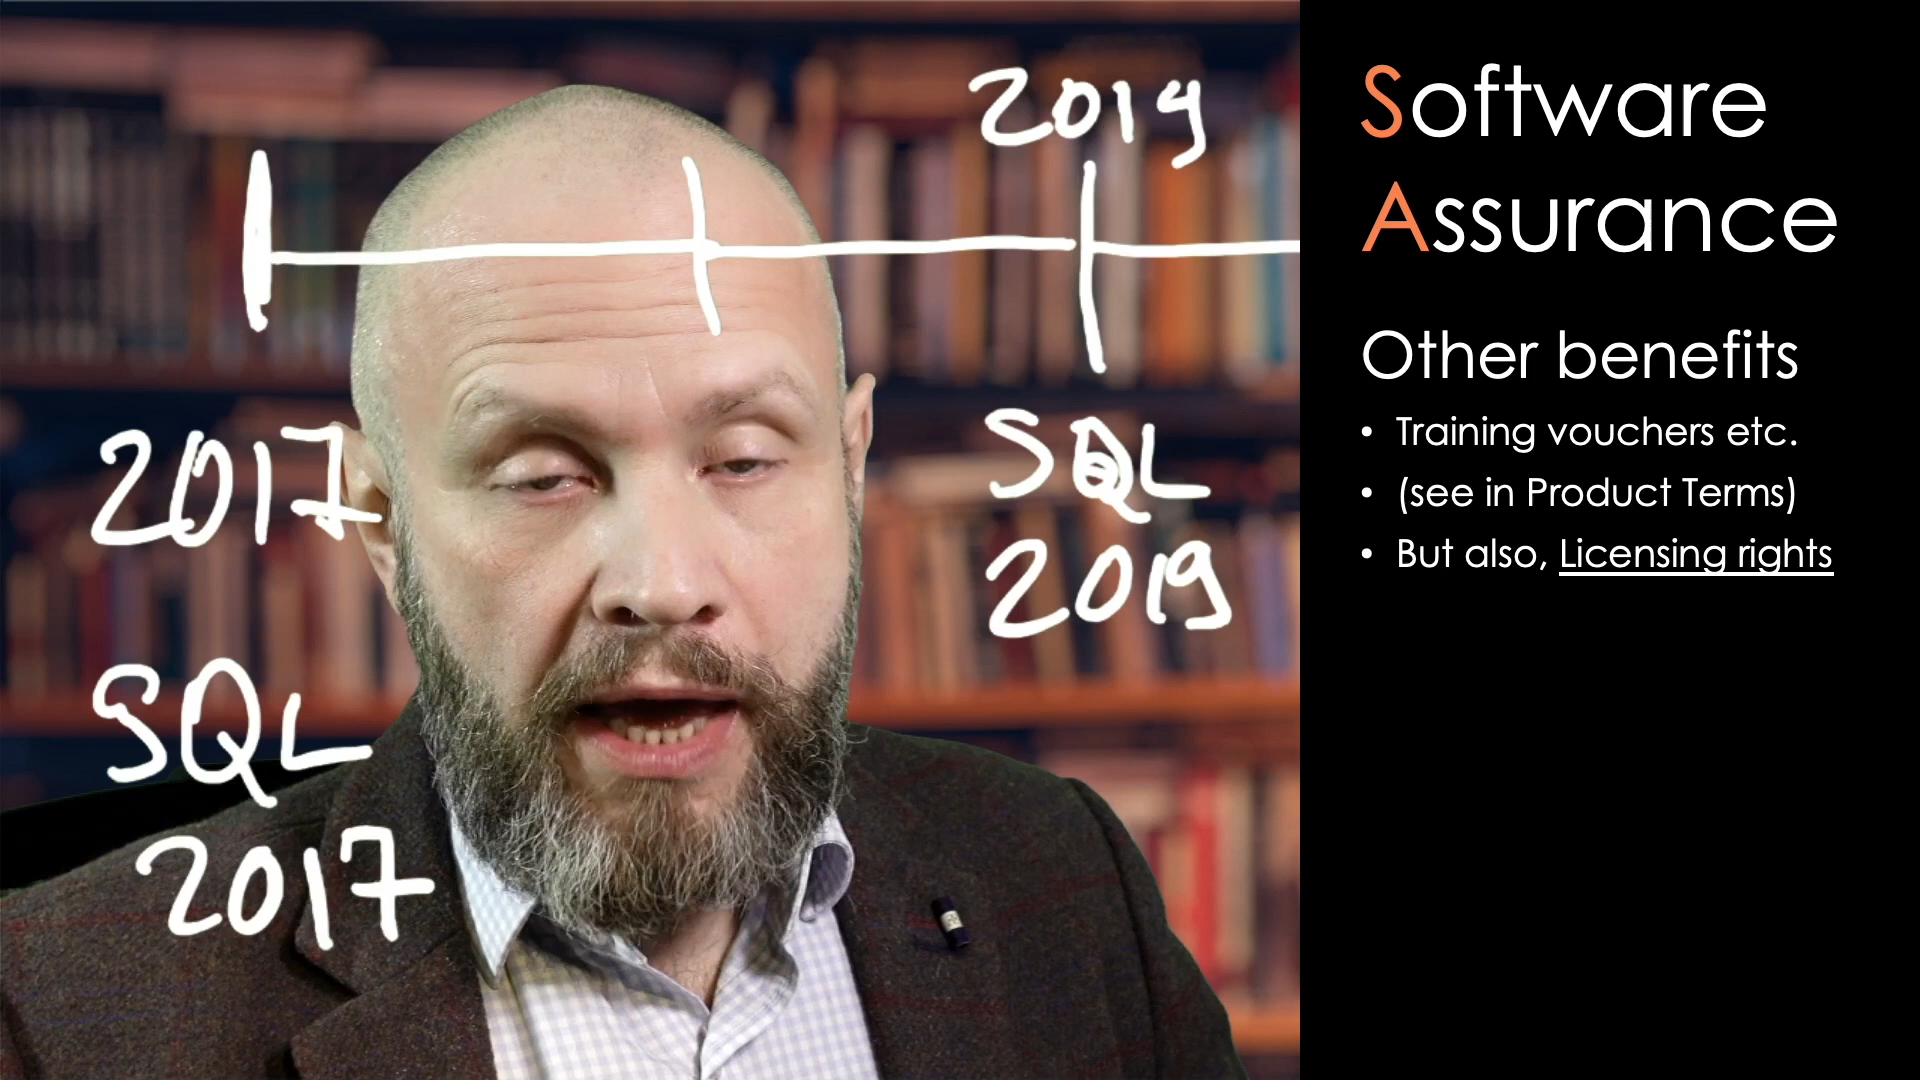 2019
2017
SQL
2019
SQL
2017
Software
Assurance
Other benefits
• Training vouchers etc.
• (see in Product Terms)
• But also, Licensing rights